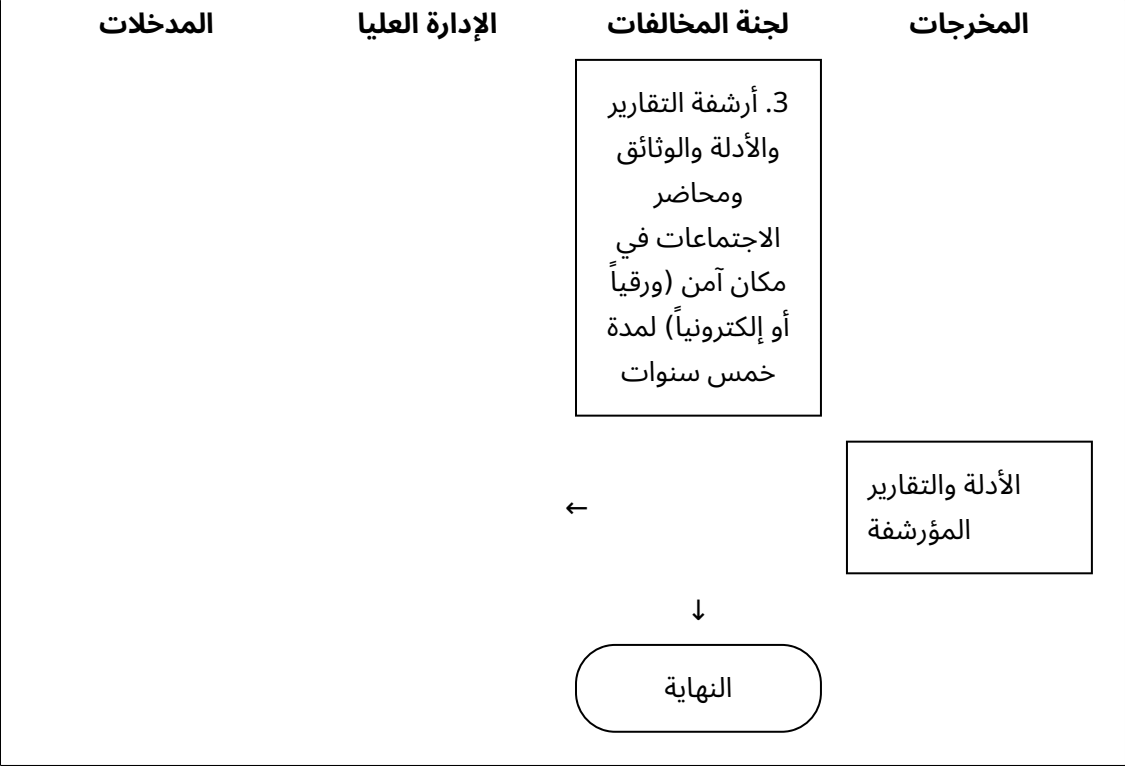 المخرجات
لجنة المخالفات
الإدارة العليا
المدخلات
3. أرشفة التقارير
والأدلة والوثائق
ومحاضر
الاجتماعات في
مكان آمن (ورقياً
أو إلكترونياً) لمدة
خمس سنوات
الأدلة والتقارير
المؤرشفة
←
↓
النهاية